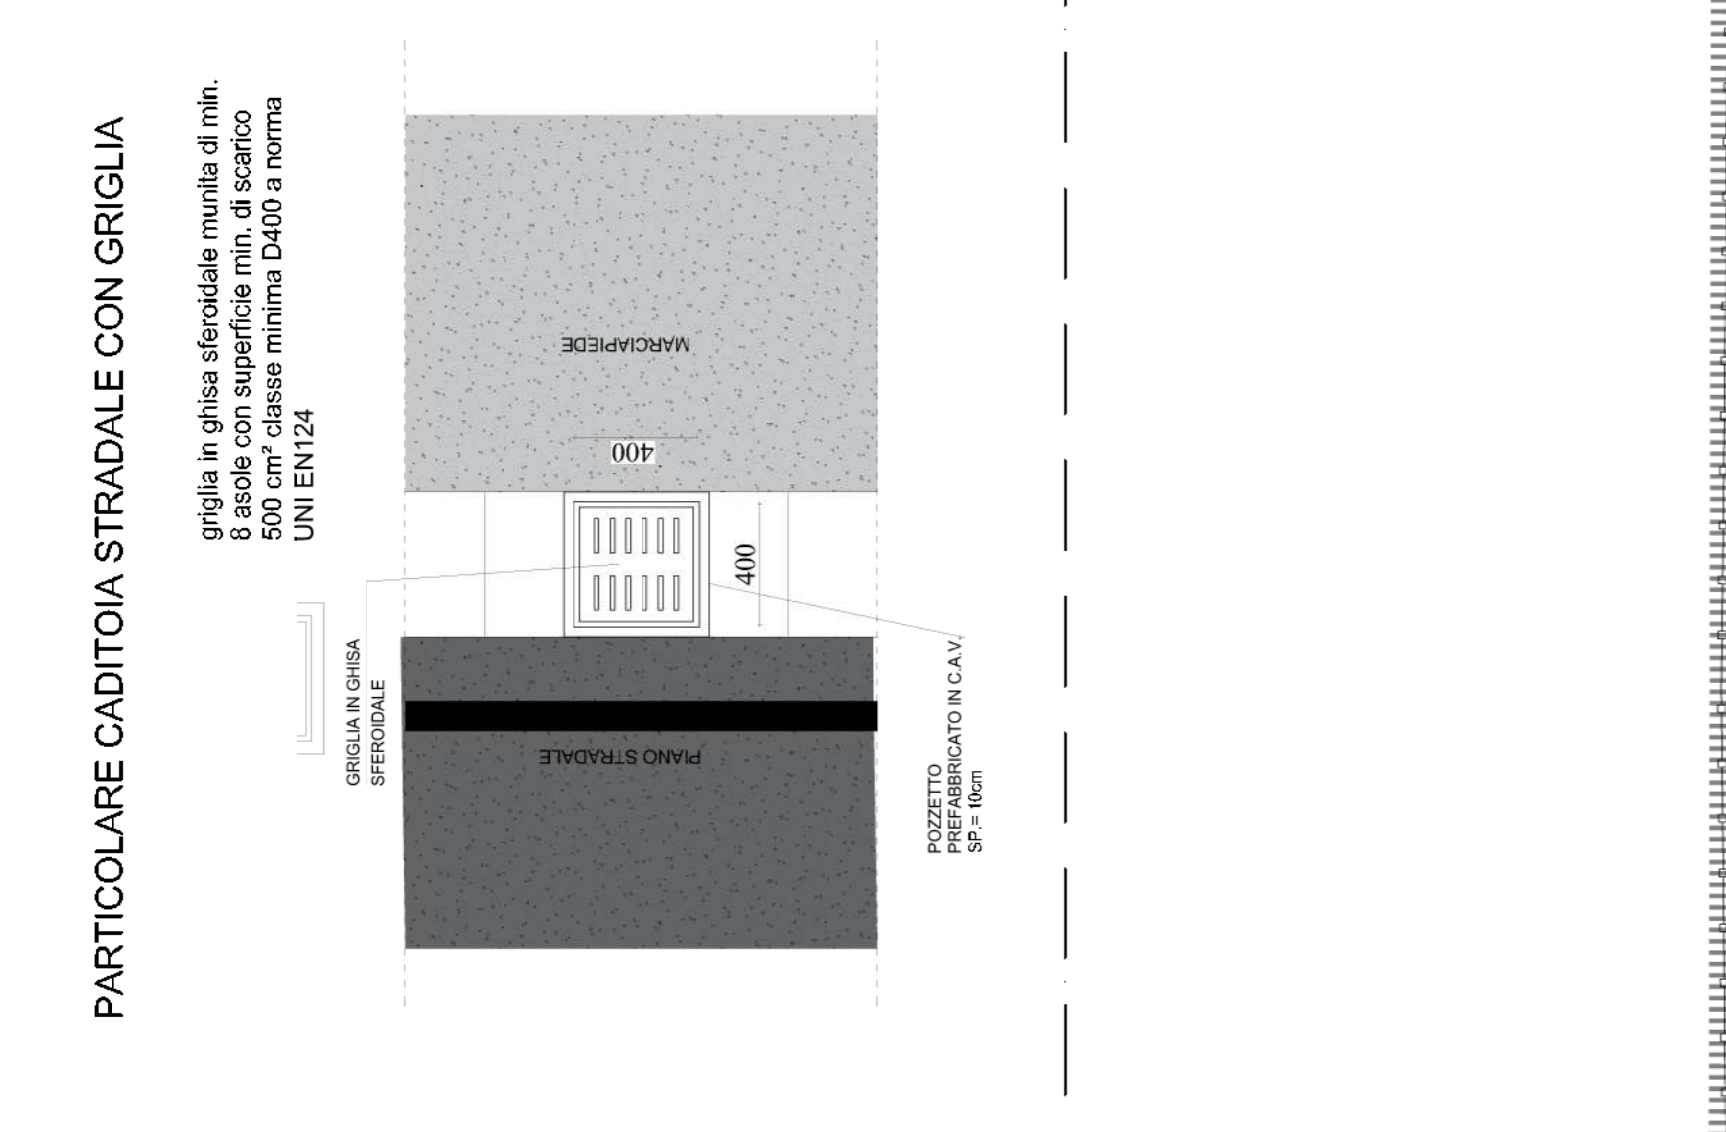 PARTICOLARE CADITOIA STRADALE CON GRIGLIA
griglia in ghisa sferoidale munita di min.
8 asole con superficie min. di scarico
500 cm² classe minima D400 a norma
UNI EN124
GRIGLIA IN GHISA
SFEROIDALE
MARCIAPIEDE
400
400
PIANO STRADALE
POZZETTO
PREFABBRICATO IN C.A.V.
SP.= 10cm